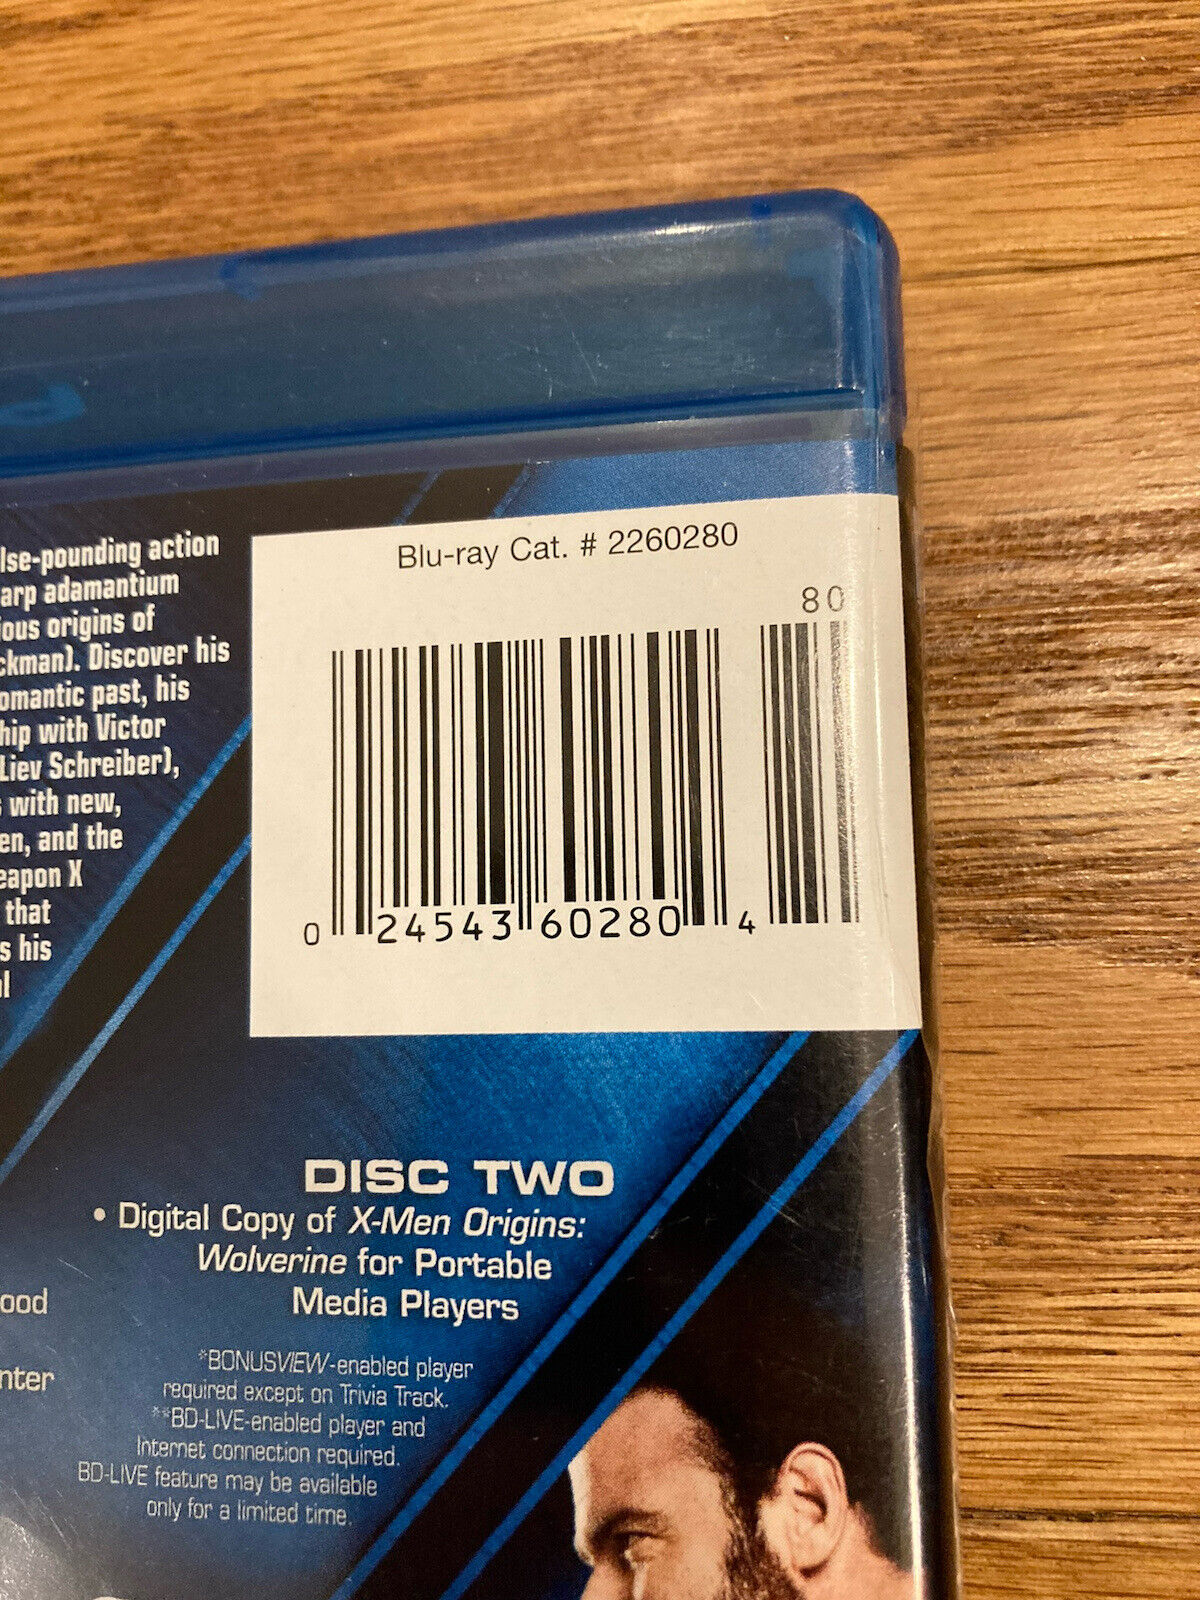 Blu-ray Cat. # 2260280
80
0 24543 60280 4
lse-pounding action
arp adamantium
ious origins of
ckman). Discover his
omantic past, his
hip with Victor
Liev Schreiber),
with new,
en, and the
eapon X
that
s his
DISC TWO
• Digital Copy of X-Men Origins:
Wolverine for Portable
Media Players
ood
nter
*BONUSVIEW-enabled player
required except on Trivia Track.
**BD-LIVE-enabled player and
Internet connection required.
BD-LIVE feature may be available
only for a limited time.